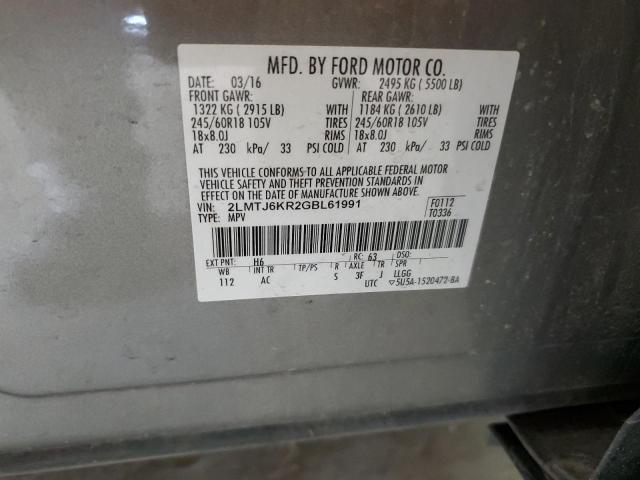 MFD. BY FORD MOTOR CO.
DATE: 03/16 GVWR: 2495 KG ( 5500 LB)
FRONT GAWR: REAR GAWR:
1322 KG ( 2915 LB) WITH 1184 KG ( 2610 LB) WITH
245/60R18 105V TIRES 245/60R18 105V TIRES
18x8.0J RIMS 18x8.0J RIMS
AT 230 kPa/ 33 PSI COLD AT 230 kPa/ 33 PSI COLD
THIS VEHICLE CONFORMS TO ALL APPLICABLE FEDERAL MOTOR
VEHICLE SAFETY AND THEFT PREVENTION STANDARDS IN
EFFECT ON THE DATE OF MANUFACTURE SHOWN ABOVE.
VIN: 2LMTJ6KR2GBL61991 F0112
TYPE: MPV T0336
EXT PNT: H6 RC: 63 DSO:
WB INT TR TP/PS R AXLE TR SPR
112 AC S 3F J LLGG
UTC ▽5U5A-1520472-BA